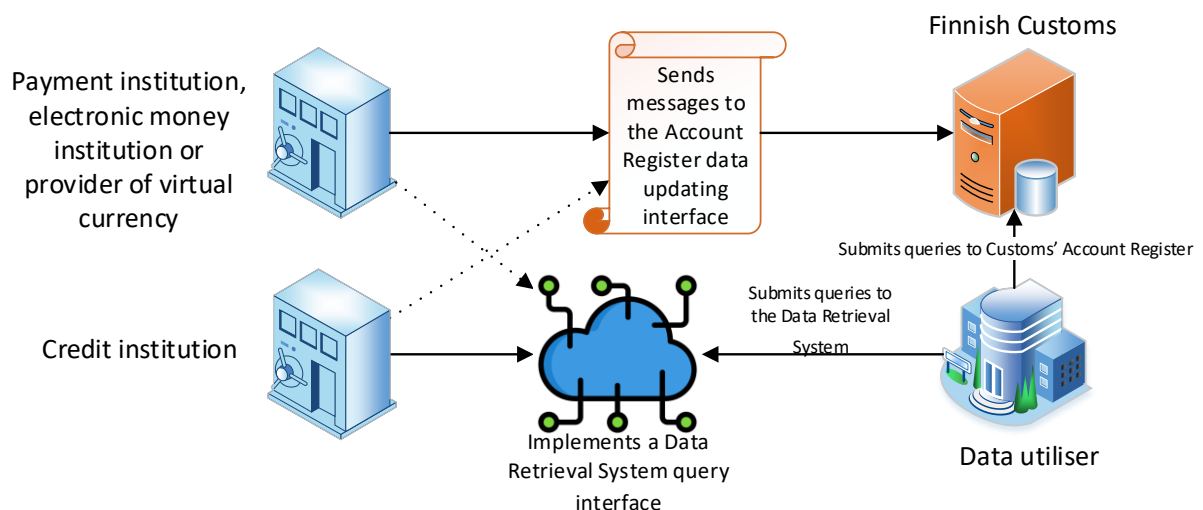 Payment institution,
electronic money
institution or
provider of virtual
currency
Sends
messages to
the Account
Register data
updating
interface
Finnish Customs
Submits queries to Customs’ Account Register
Credit institution
Submits queries to
the Data Retrieval
System
Implements a Data
Retrieval System query
interface
Data utiliser